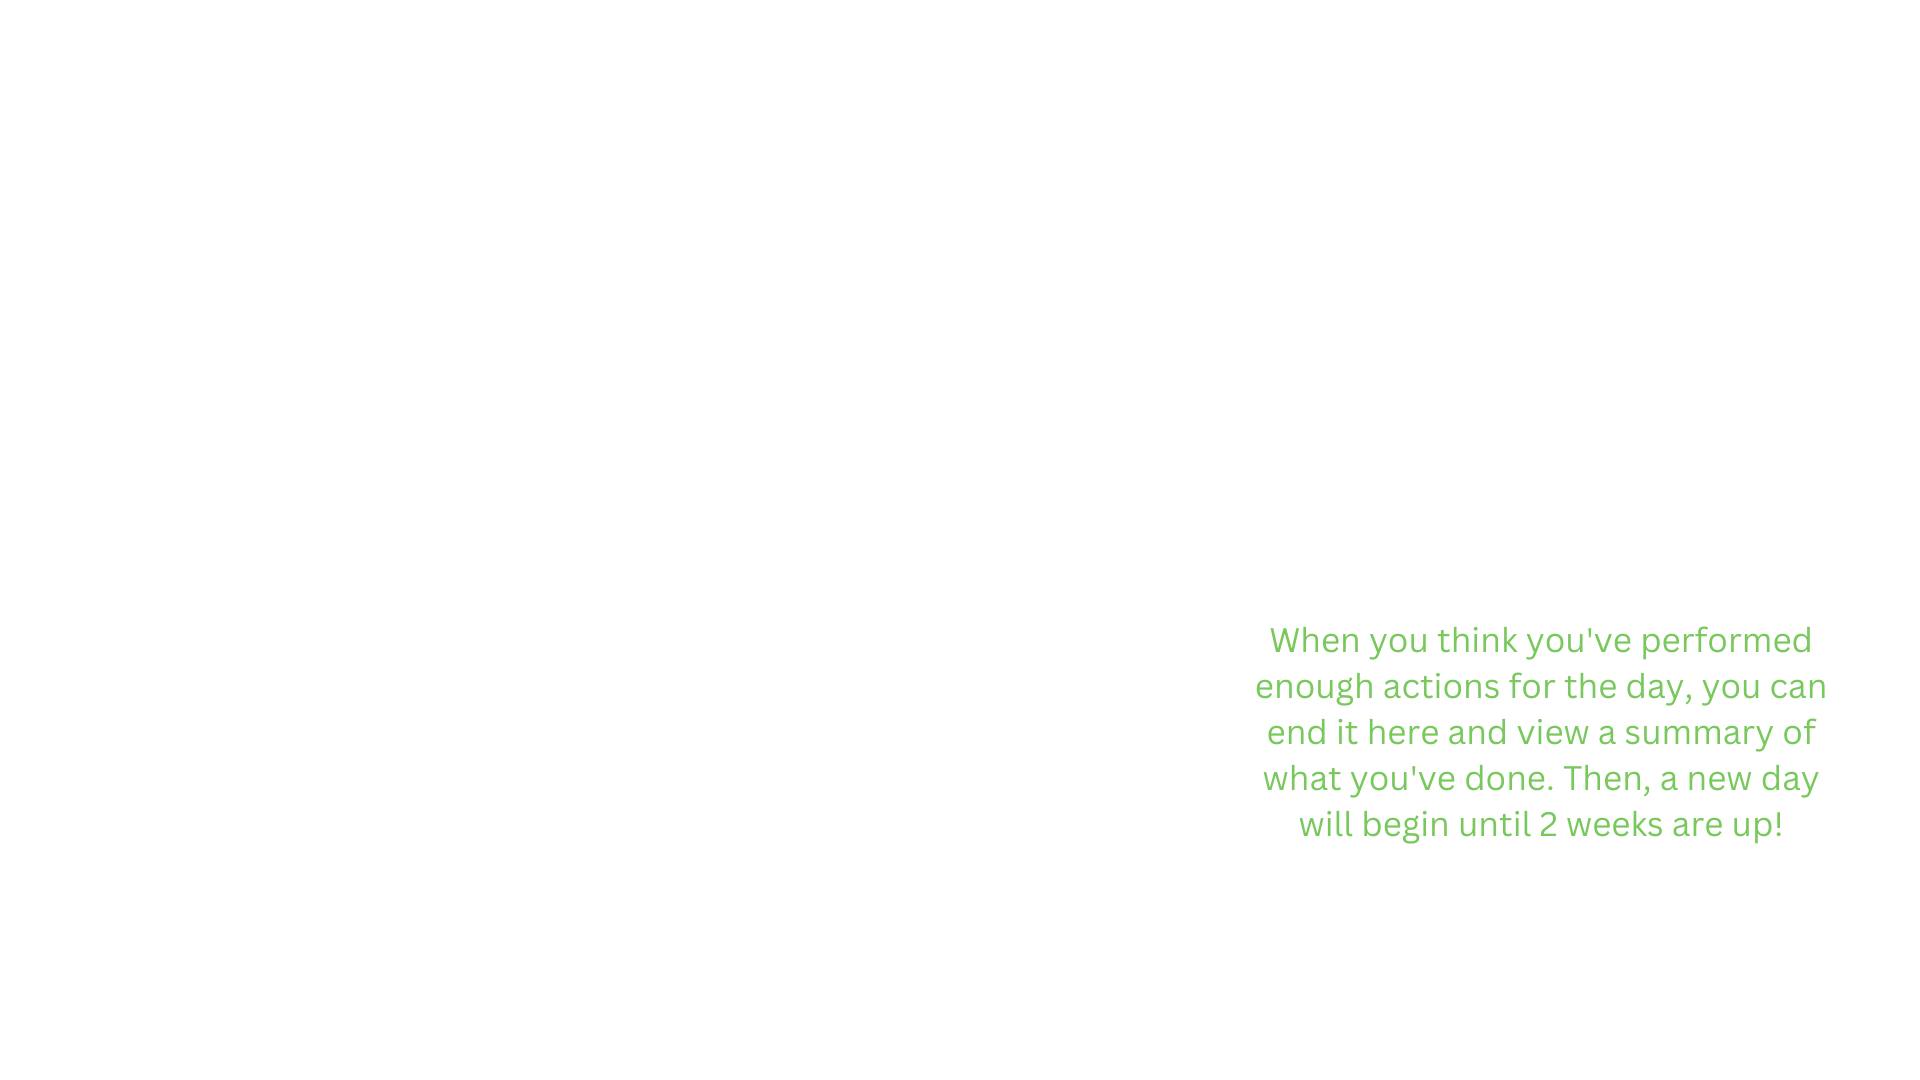 When you think you've performed
enough actions for the day, you can
end it here and view a summary of
what you've done. Then, a new day
will begin until 2 weeks are up!